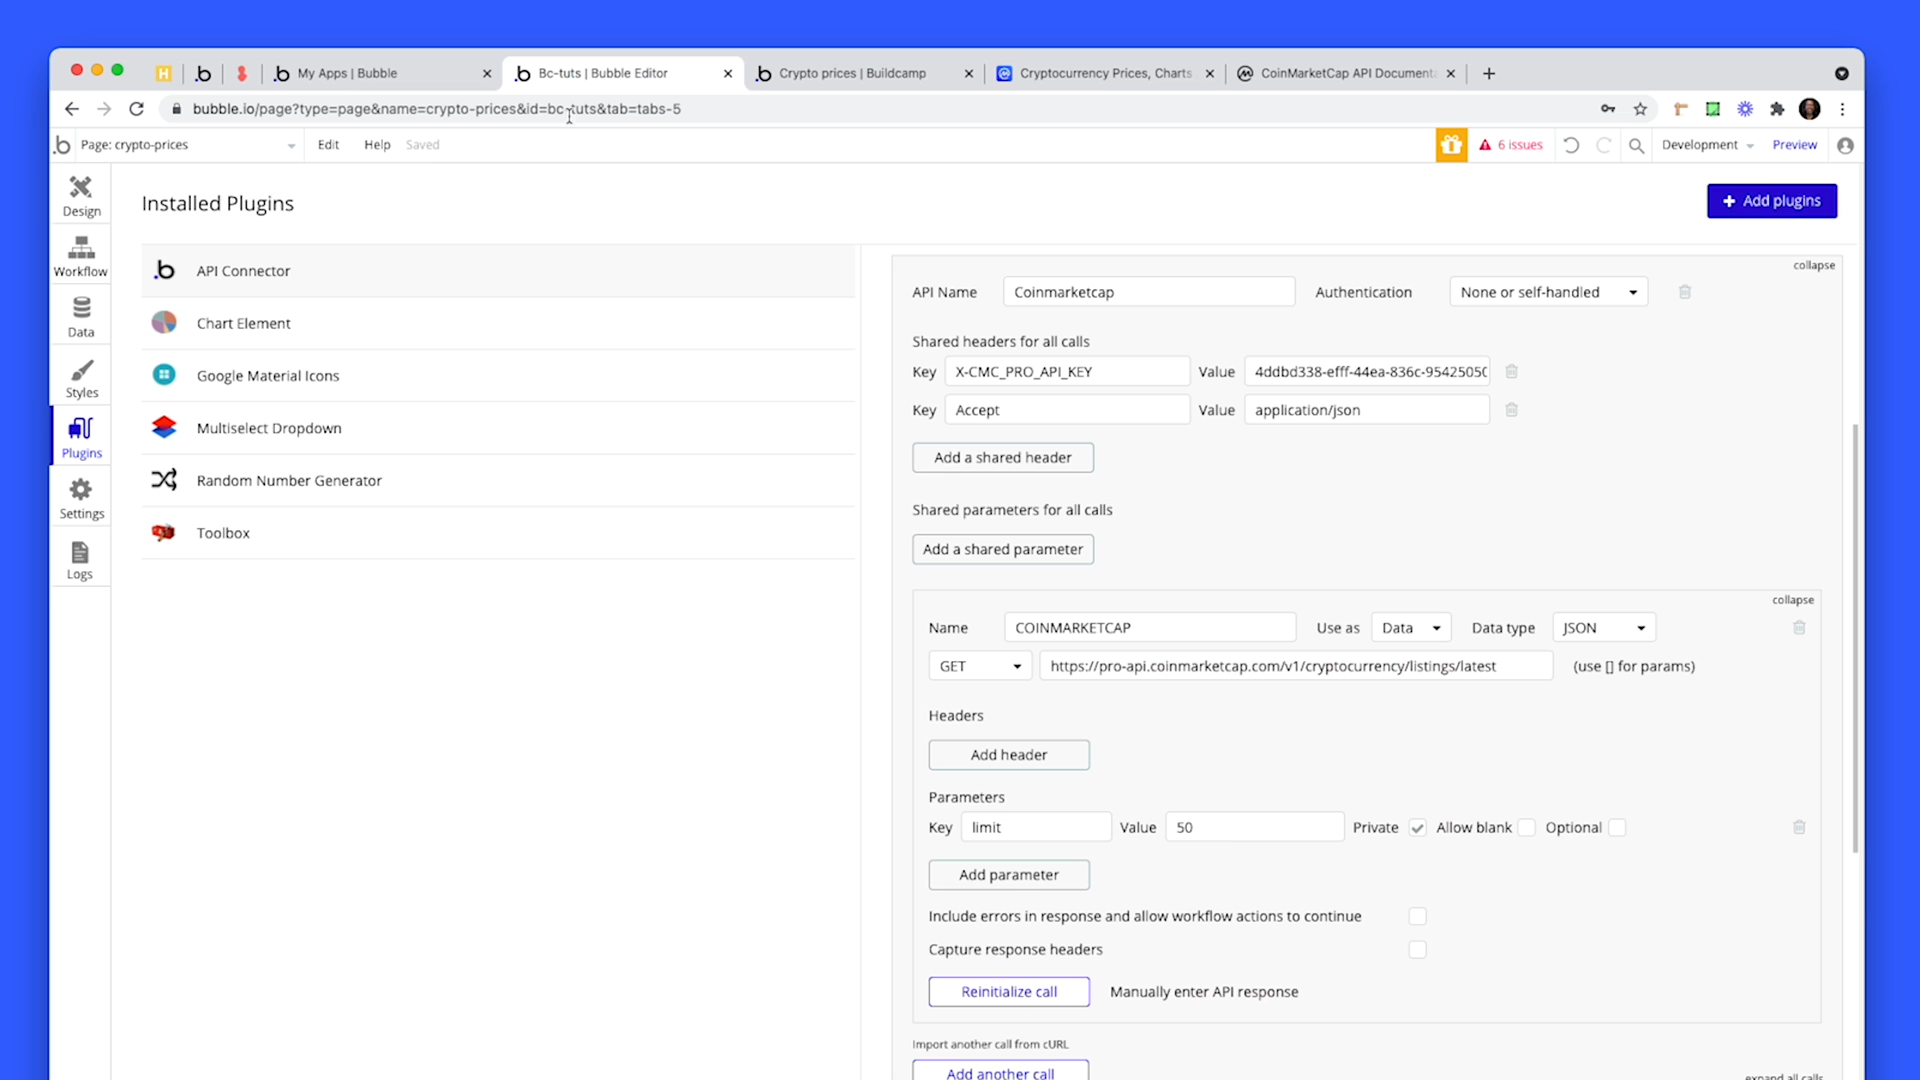 My Apps | Bubble
Bc-tuts | Bubble Editor
Crypto prices | Buildcamp
Cryptocurrency Prices, Charts
CoinMarketCap API Document
bubble.io/page?type=page&name=crypto-prices&id=bc-tuts&tab=tabs-5
Page: crypto-prices
Edit
Help
Saved
6 issues
Development
Preview
Design
Workflow
Data
Styles
Plugins
Settings
Logs
Installed Plugins
+ Add plugins
API Connector
Chart Element
Google Material Icons
Multiselect Dropdown
Random Number Generator
Toolbox
collapse
API Name Coinmarketcap Authentication None or self-handled
Shared headers for all calls
Key X-CMC_PRO_API_KEY Value 4ddbd338-efff-44ea-836c-9542505(
Key Accept Value application/json
Add a shared header
Shared parameters for all calls
Add a shared parameter
collapse
Name COINMARKETCAP Use as Data Data type JSON
GET https://pro-api.coinmarketcap.com/v1/cryptocurrency/listings/latest (use [] for params)
Headers
Add header
Parameters
Key limit Value 50 Private Allow blank Optional
Add parameter
Include errors in response and allow workflow actions to continue
Capture response headers
Reinitialize call Manually enter API response
Import another call from cURL
Add another call
expand all calls